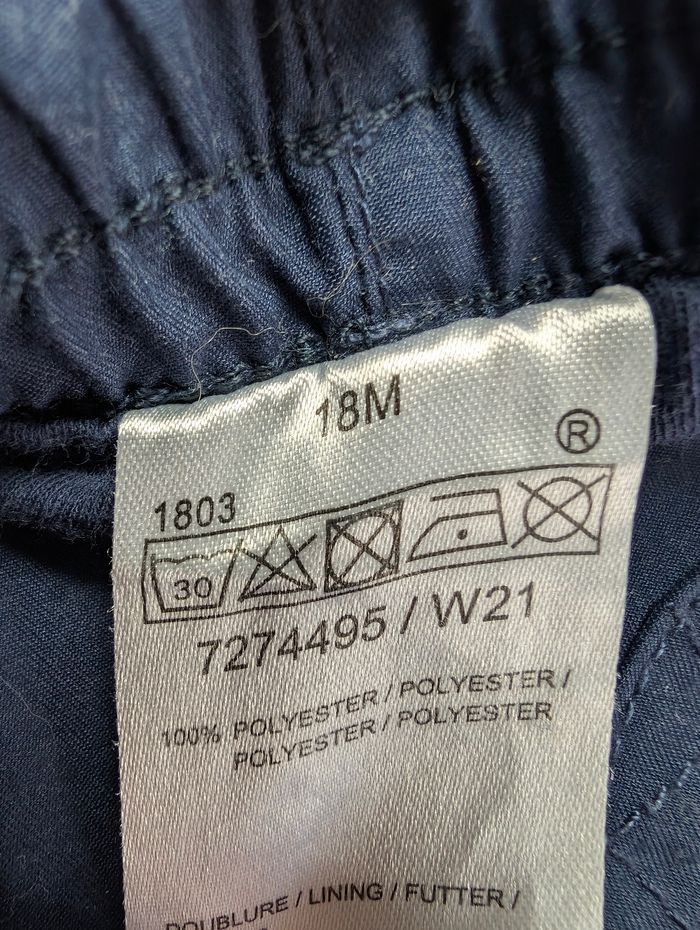 18M
®
1803
30
7274495 / W21
100% POLYESTER / POLYESTER /
POLYESTER / POLYESTER
DOUBLURE / LINING / FUTTER /